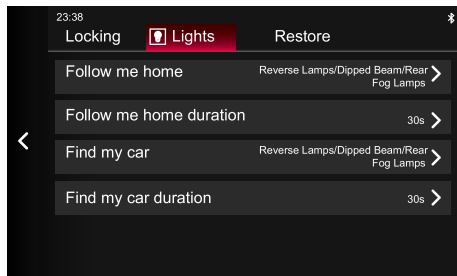 23:38
Locking Lights Restore
Follow me home Reverse Lamps/Dipped Beam/Rear
Fog Lamps
Follow me home duration 30s
Find my car Reverse Lamps/Dipped Beam/Rear
Fog Lamps
Find my car duration 30s